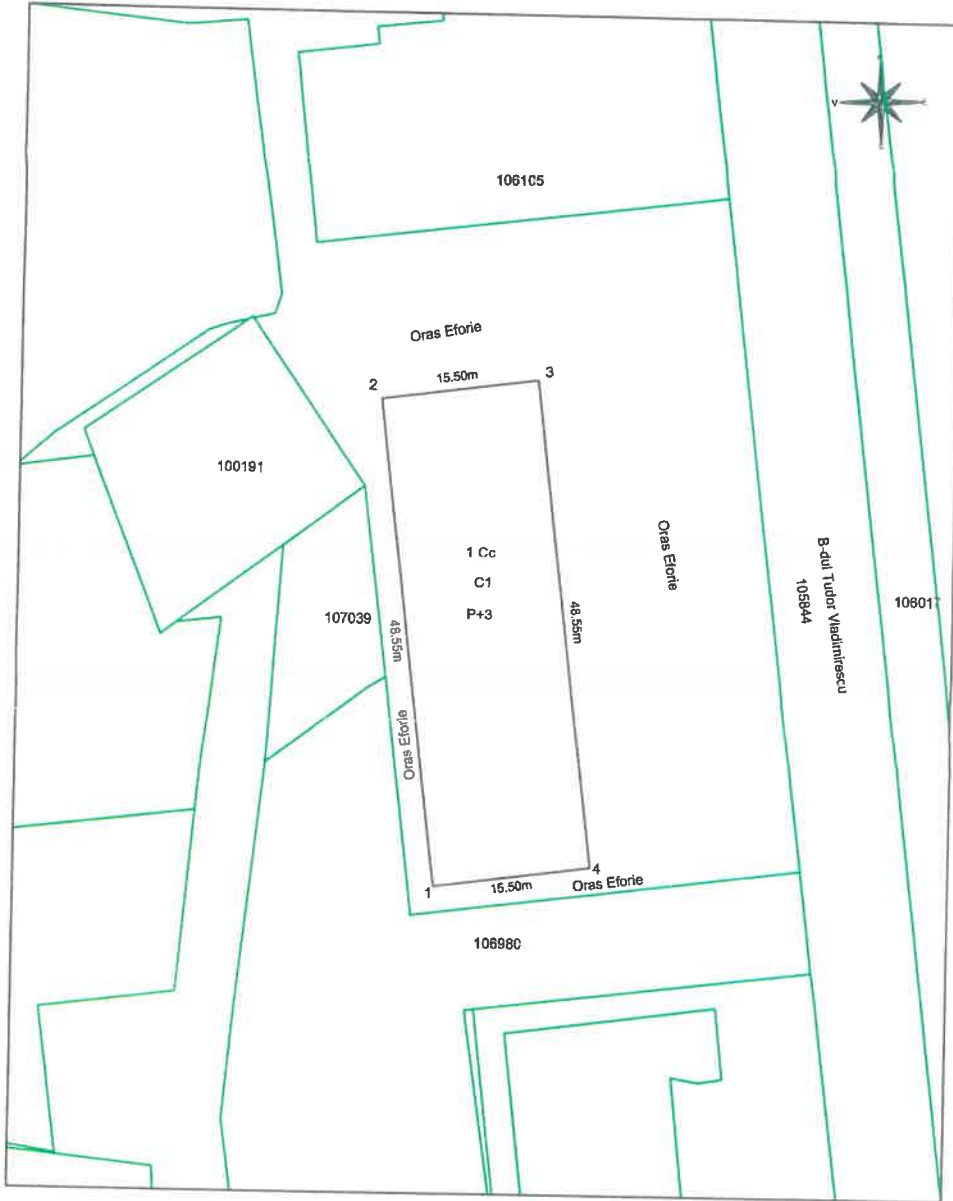 V
106105
Oras Eforie
15.50m
2
3
100191
1 Cc
C1
P+3
Oras Eforie
B-dul Tudor Vladimirescu
105844
106017
107039
48.55m
48.55m
Oras Eforie
1
15.50m
4
Oras Eforie
106980